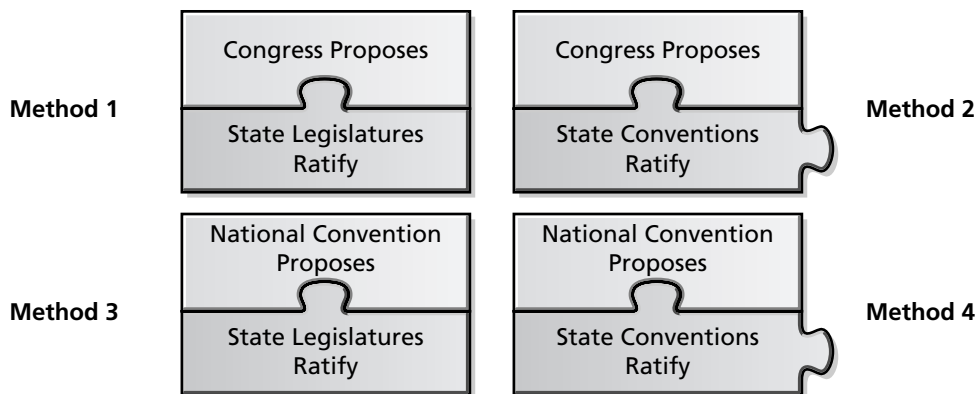 Congress Proposes
Congress Proposes
Method 1
State Legislatures
Ratify
State Conventions
Ratify
Method 2
National Convention
Proposes
National Convention
Proposes
Method 3
State Legislatures
Ratify
State Conventions
Ratify
Method 4